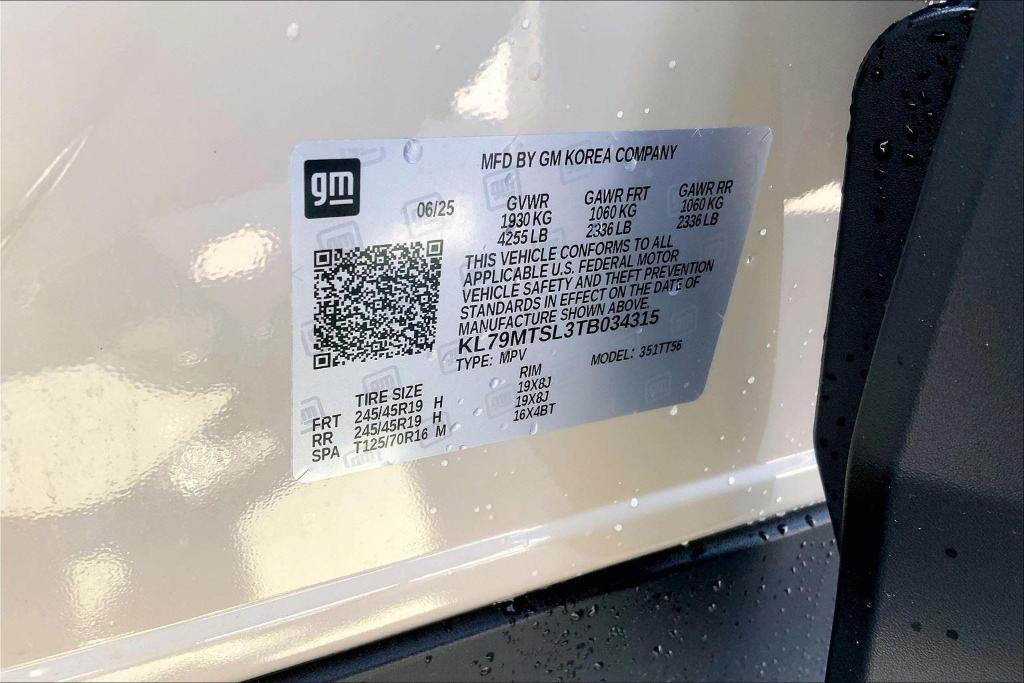 gm
MFD BY GM KOREA COMPANY
06/25
GVWR GAWR FRT GAWR RR
1930 KG 1060 KG 1060 KG
4255 LB 2336 LB 2336 LB
THIS VEHICLE CONFORMS TO ALL
APPLICABLE U.S. FEDERAL MOTOR
VEHICLE SAFETY AND THEFT PREVENTION
STANDARDS IN EFFECT ON THE DATE OF
MANUFACTURE SHOWN ABOVE.
KL79MTSL3TB034315
TYPE: MPV MODEL: 351TT56
TIRE SIZE RIM
FRT 245/45R19 H 19X8J
RR 245/45R19 H 19X8J
SPA T125/70R16 M 16X4BT